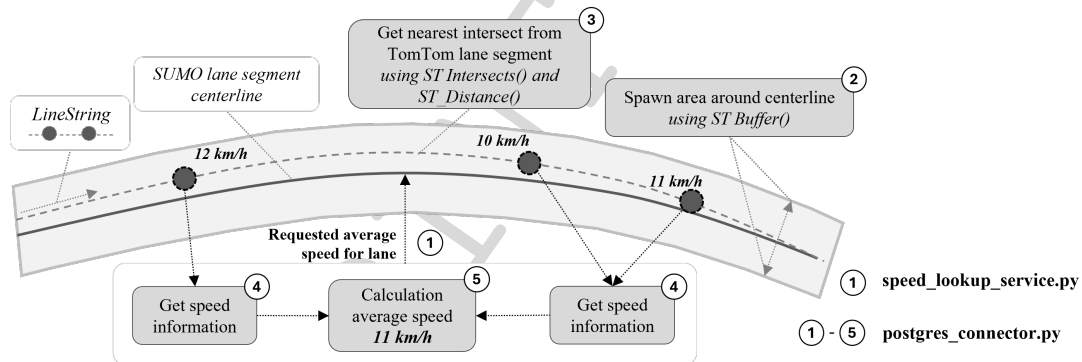 Get nearest intersect from
TomTom lane segment
using ST Intersects() and
ST_Distance()
3
SUMO lane segment
centerline
2
Spawn area around centerline
using ST Buffer()
LineString
12 km/h
10 km/h
11 km/h
Requested average
speed for lane
1
4
Get speed
information
5
Calculation
average speed
11 km/h
4
Get speed
information
1 speed_lookup_service.py
1 - 5 postgres_connector.py